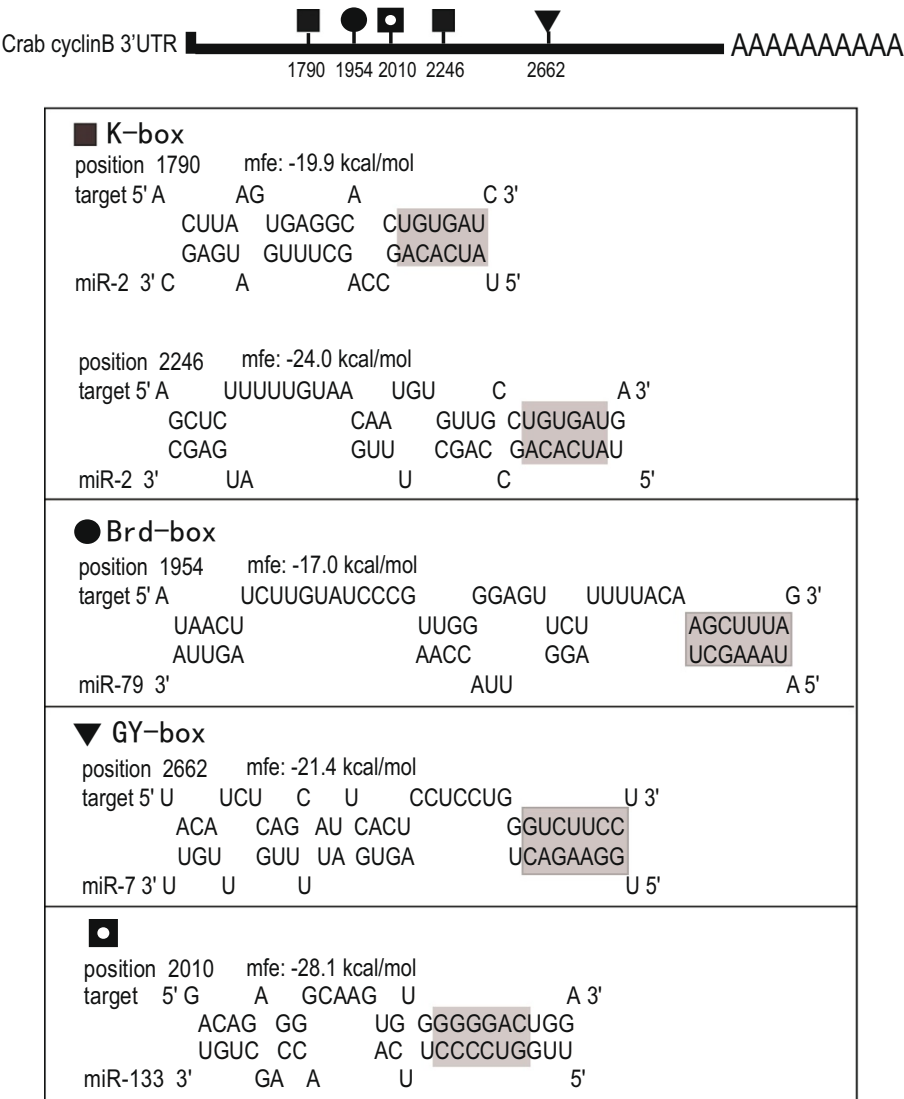 Crab cyclinB 3'UTR AAAAAAAAAA
1790 1954 2010 2246 2662
K-box
position 1790 mfe: -19.9 kcal/mol
target 5' A AG A C 3'
CUUA UGAGGC CUGUGAU
GAGU GUUUCG GACACUA
miR-2 3' C A ACC U 5'
position 2246 mfe: -24.0 kcal/mol
target 5' A UUUUUGUAA UGU C A 3'
GCUC CAA GUUG CUGUGAUG
CGAG GUU CGAC GACACUAU
miR-2 3' UA U C 5'
Brd-box
position 1954 mfe: -17.0 kcal/mol
target 5' A UCUUGUAUCCCG GGAGU UUUUACA G 3'
UAACU UUGG UCU AGCUUUA
AUUGA AACC GGA UCGAAAU
miR-79 3' AUU A 5'
GY-box
position 2662 mfe: -21.4 kcal/mol
target 5' U UCU C U CCUCCUG U 3'
ACA CAG AU CACU GGUCUUCC
UGU GUU UA GUGA UCAGAAGG
miR-7 3' U U U U 5'
position 2010 mfe: -28.1 kcal/mol
target 5' G A GCAAG U A 3'
ACAG GG UG GGGGGACUGG
UGUC CC AC UCCCCUGGUU
miR-133 3' GA A U 5'